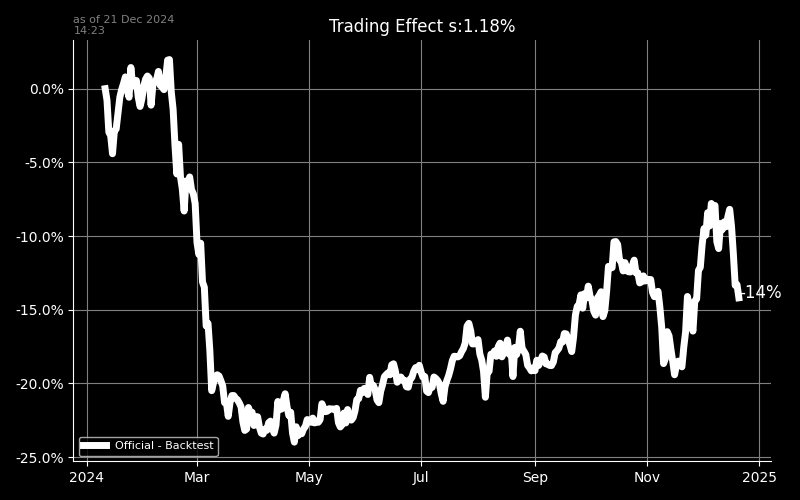 as of 21 Dec 2024
14:23
Trading Effect s:1.18%
0.0%
-5.0%
-10.0%
-15.0%
-20.0%
-25.0%
-14%
Official - Backtest
2024 Mar May Jul Sep Nov 2025